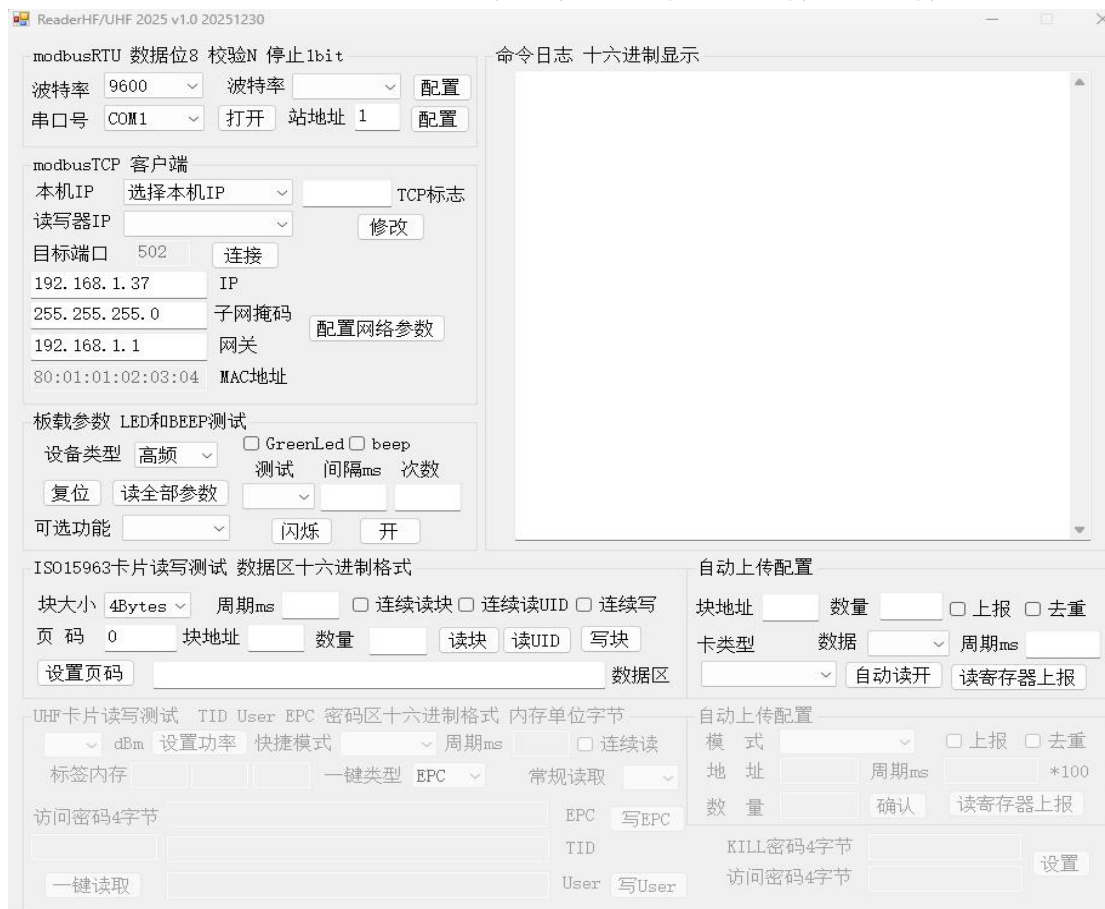 ReaderHF/UHF 2025 v1.0 20251230
modbusRTU 数据位8 校验N 停止1bit
波特率 9600 波特率 配置
串口号 COM1 打开 站地址 1 配置
modbusTCP 客户端
本机IP 选择本机IP TCP标志
读写器IP 修改
目标端口 502 连接
192.168.1.37 IP
255.255.255.0 子网掩码
配置网络参数
192.168.1.1 网关
80:01:01:02:03:04 MAC地址
板载参数 LED和BEEP测试
设备类型 高频 GreenLed beep
测试 间隔ms 次数
复位 读全部参数
可选功能 闪烁 开
命令日志 十六进制显示
ISO15963卡片读写测试 数据区十六进制格式
块大小 4Bytes 周期ms 连续读块 连续读UID 连续写
页 码 0 块地址 数量 读块 读UID 写块
设置页码 数据区
自动上传配置
块地址 数量 上报 去重
卡类型 数据 周期ms
自动读开 读寄存器上报
UHF卡片读写测试 TID User EPC 密码区十六进制格式 内存单位字节
dBm 设置功率 快捷模式 周期ms 连续读
标签内存 一键类型 EPC 常规读取
访问密码4字节 EPC 写EPC
TID
一键读取 User 写User
自动上传配置
模 式 上报 去重
地 址 周期ms *100
数 量 确认 读寄存器上报
KILL密码4字节
设置
访问密码4字节